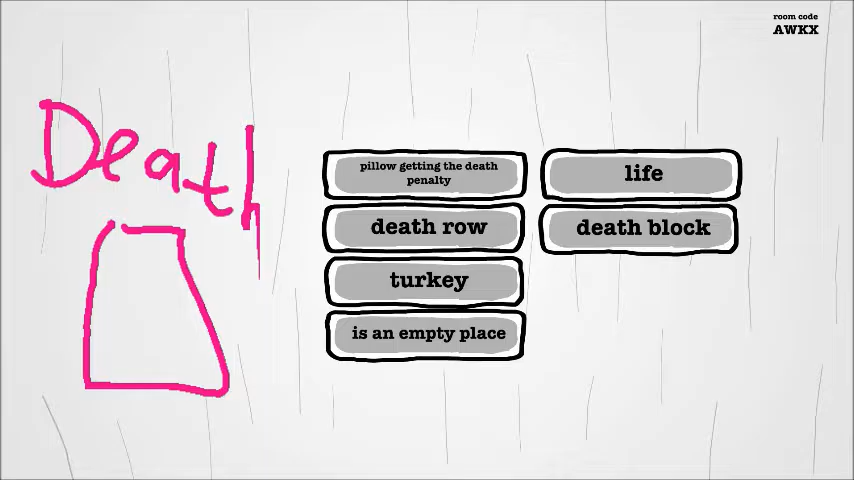 room code
AWKX
Death
pillow getting the death
penalty
life
death row
death block
turkey
is an empty place